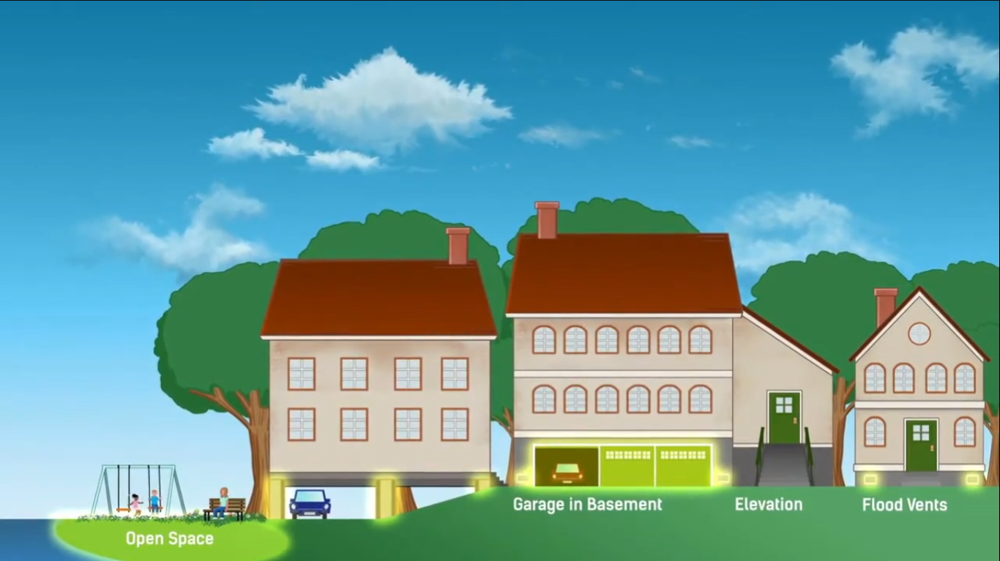 Garage in Basement
Elevation
Flood Vents
Open Space